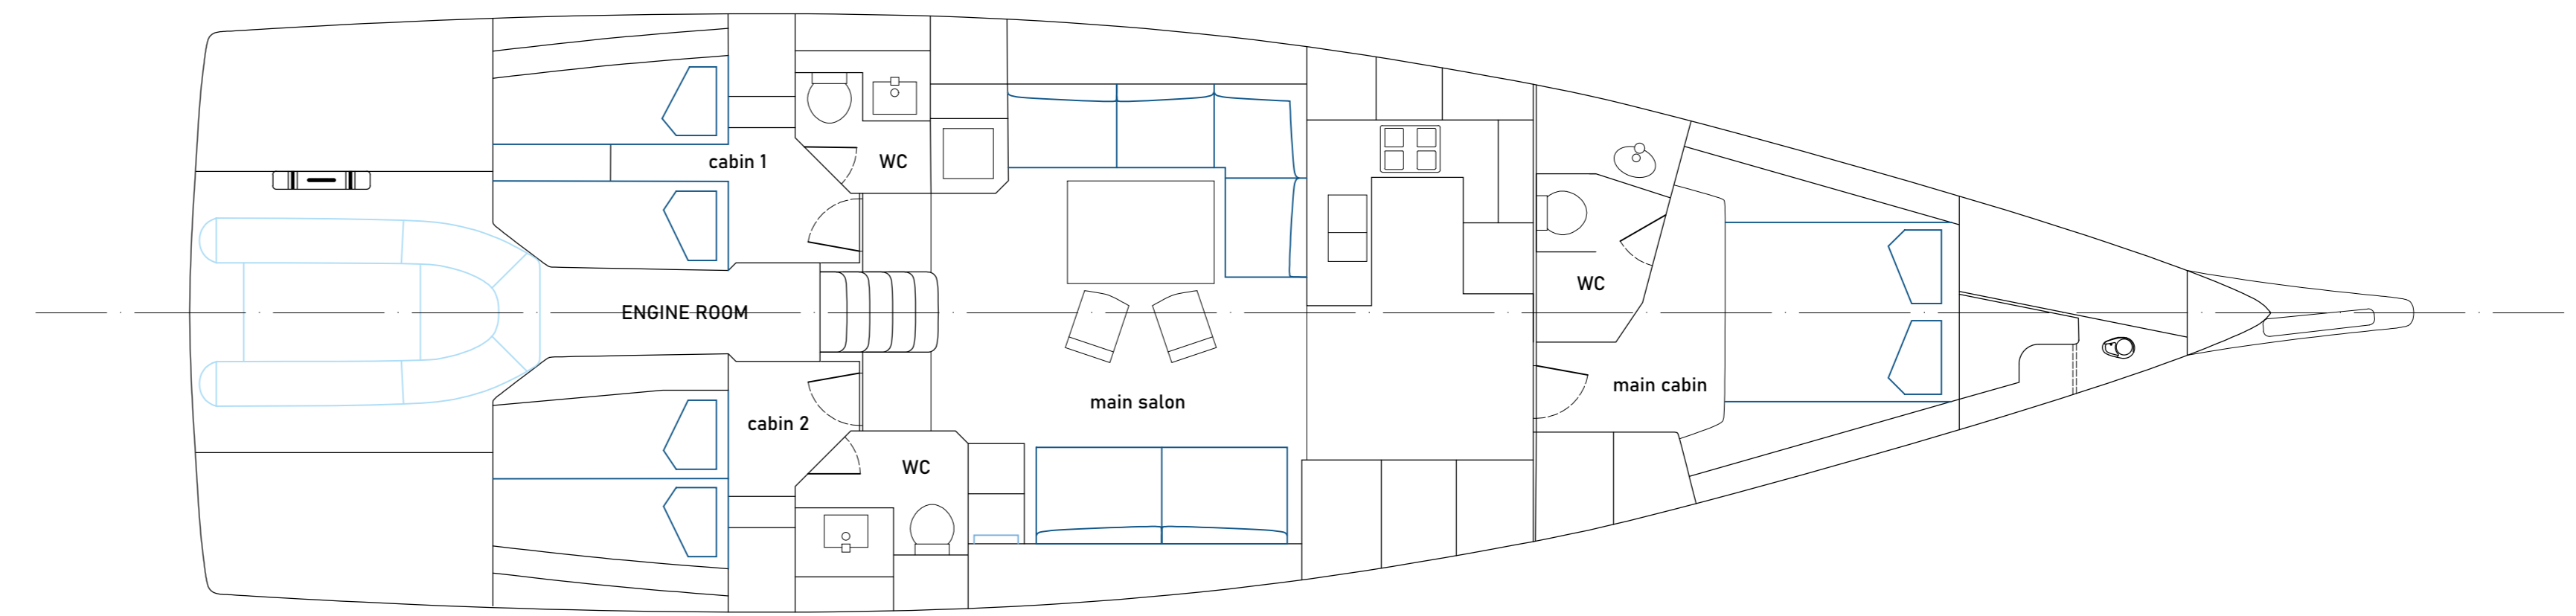 cabin 1
WC
ENGINE ROOM
WC
main cabin
main salon
cabin 2
WC